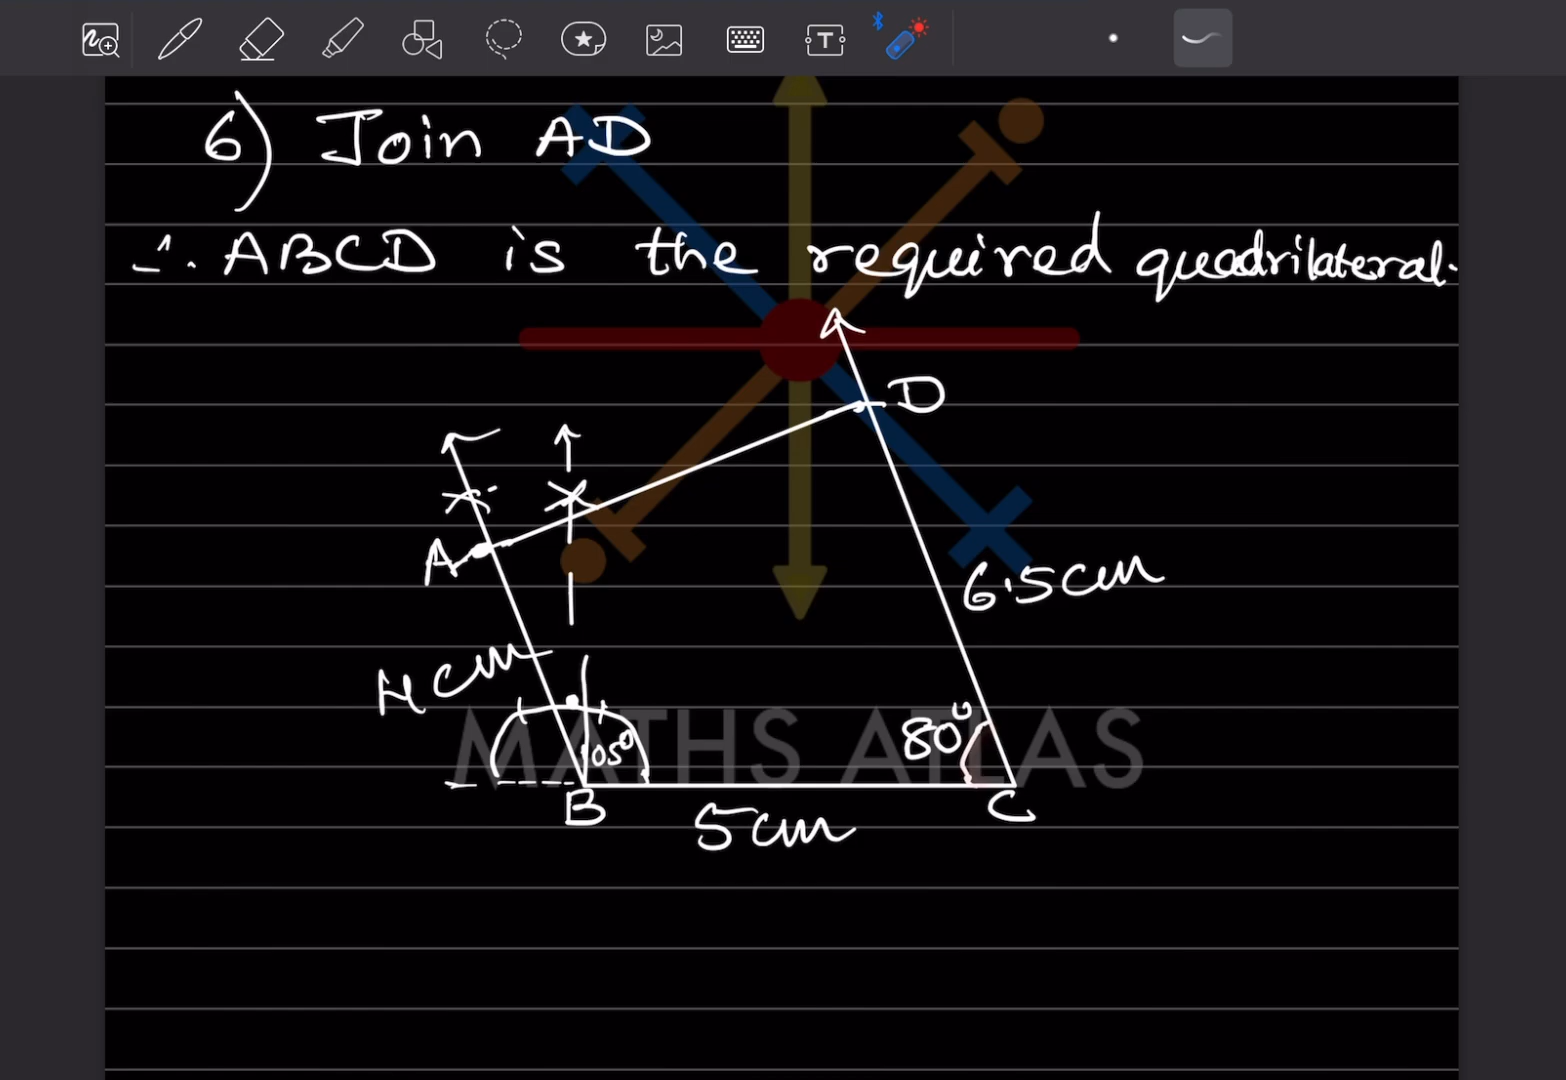 6) Join AD
∴ ABCD is the required quadrilateral.
D
A
6.5cm
4cm
MATHS ATLAS
105°
80°
B
C
5cm